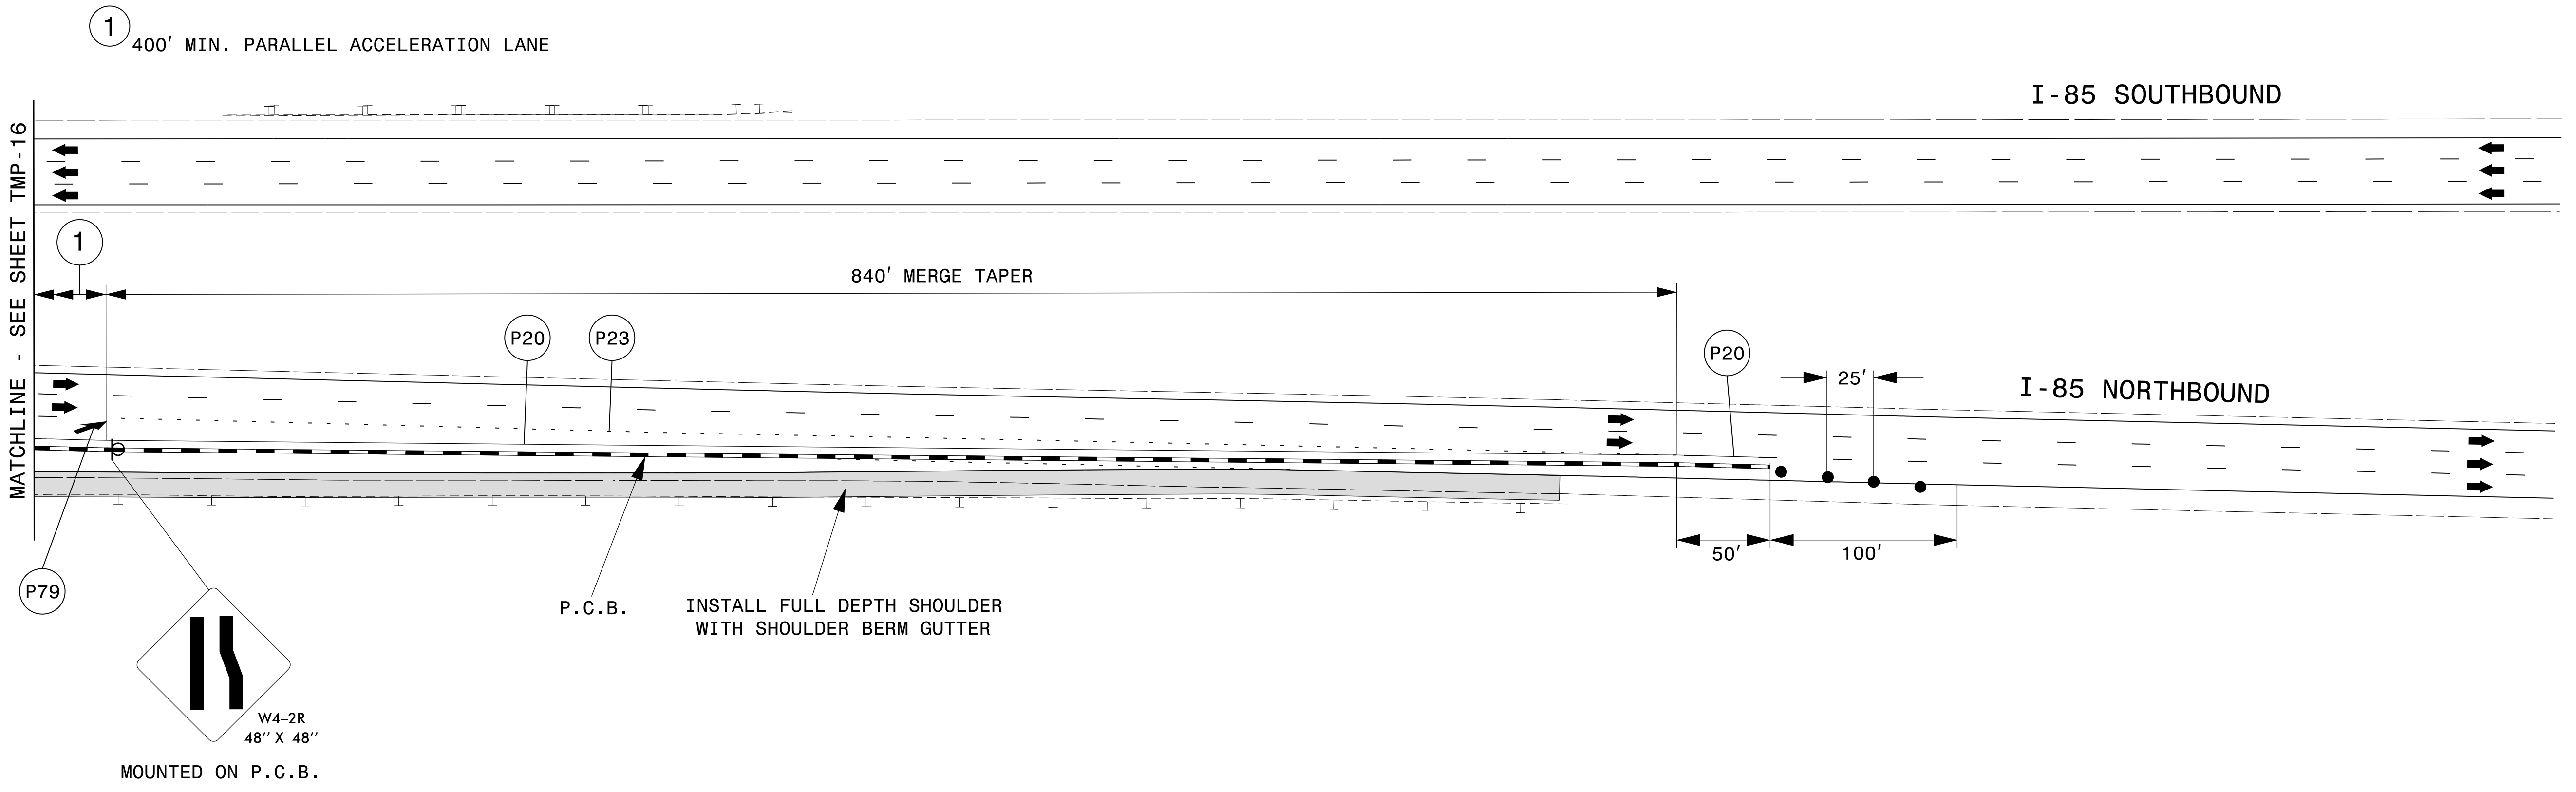 1
400' MIN. PARALLEL ACCELERATION LANE
I-85 SOUTHBOUND
MATCHLINE - SEE SHEET TMP-16
1
840' MERGE TAPER
P20
P23
P20
25'
I-85 NORTHBOUND
50'
100'
P79
P.C.B.
INSTALL FULL DEPTH SHOULDER
WITH SHOULDER BERM GUTTER
W4–2R
48'' X 48''
MOUNTED ON P.C.B.